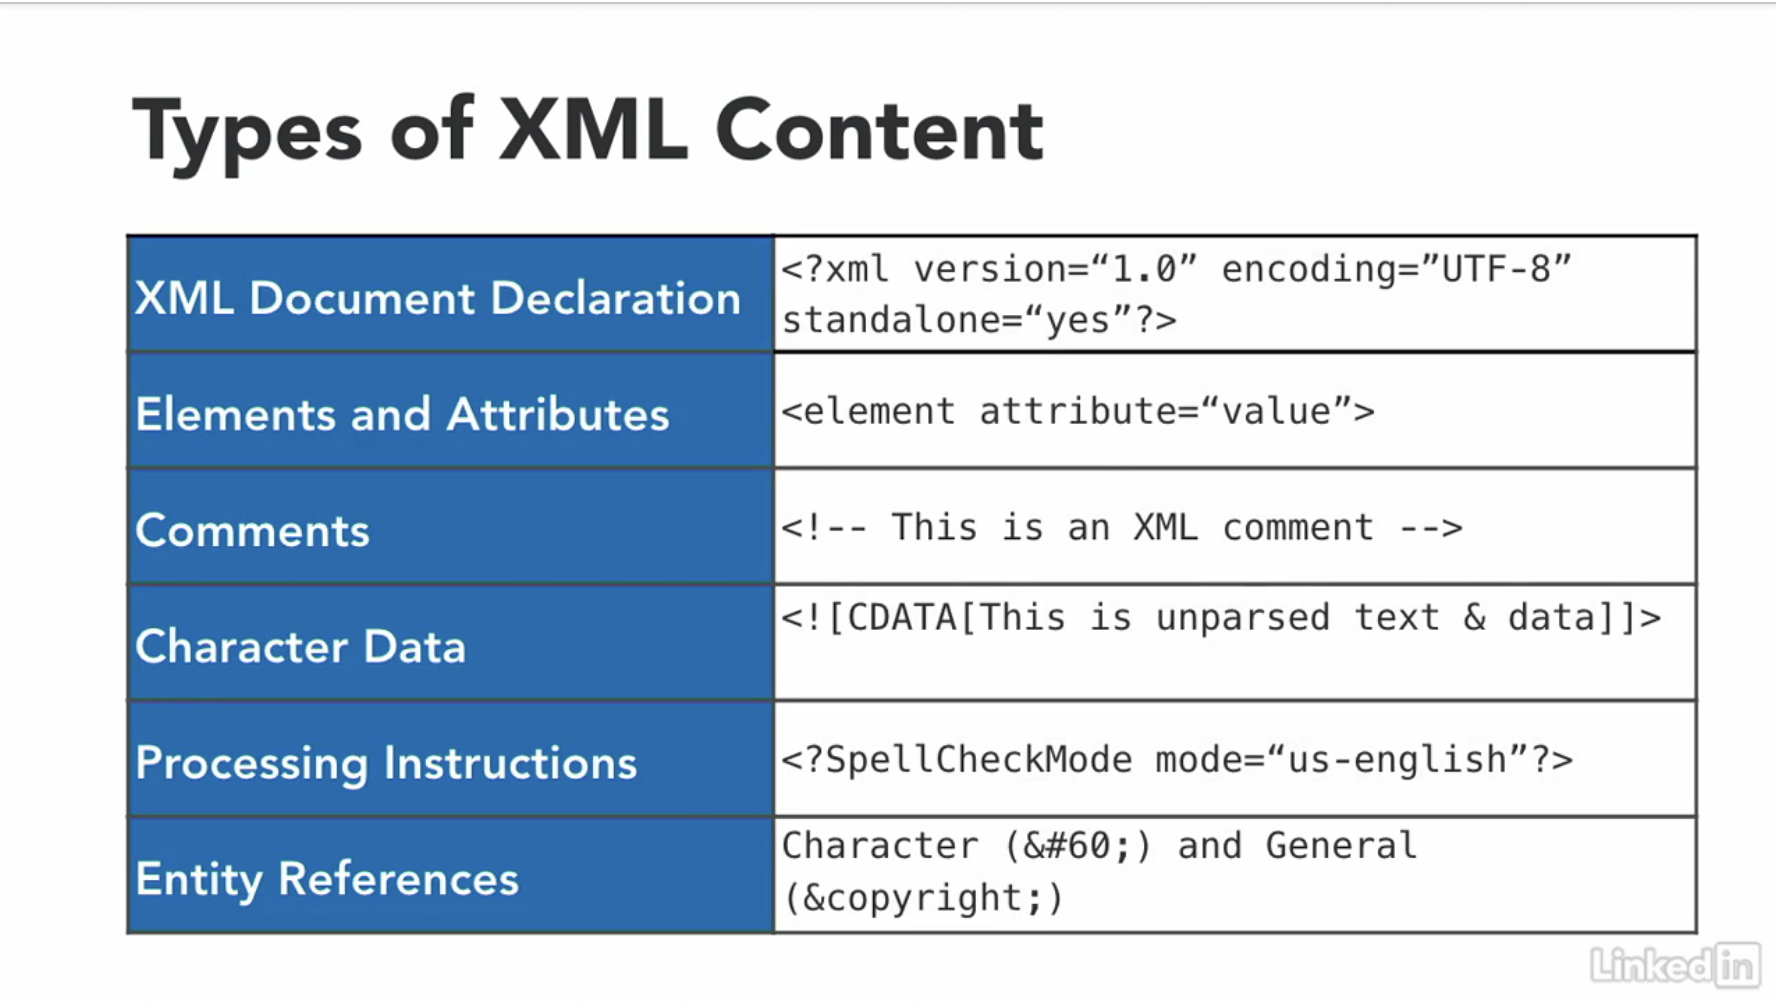 Types of XML Content
XML Document Declaration
<?xml version=“1.0” encoding=”UTF-8”
standalone=“yes”?>
Elements and Attributes
<element attribute=“value”>
Comments
<!-- This is an XML comment -->
Character Data
<![CDATA[This is unparsed text & data]]>
Processing Instructions
<?SpellCheckMode mode=“us-english”?>
Entity References
Character (&#60;) and General
(&copyright;)
LinkedIn